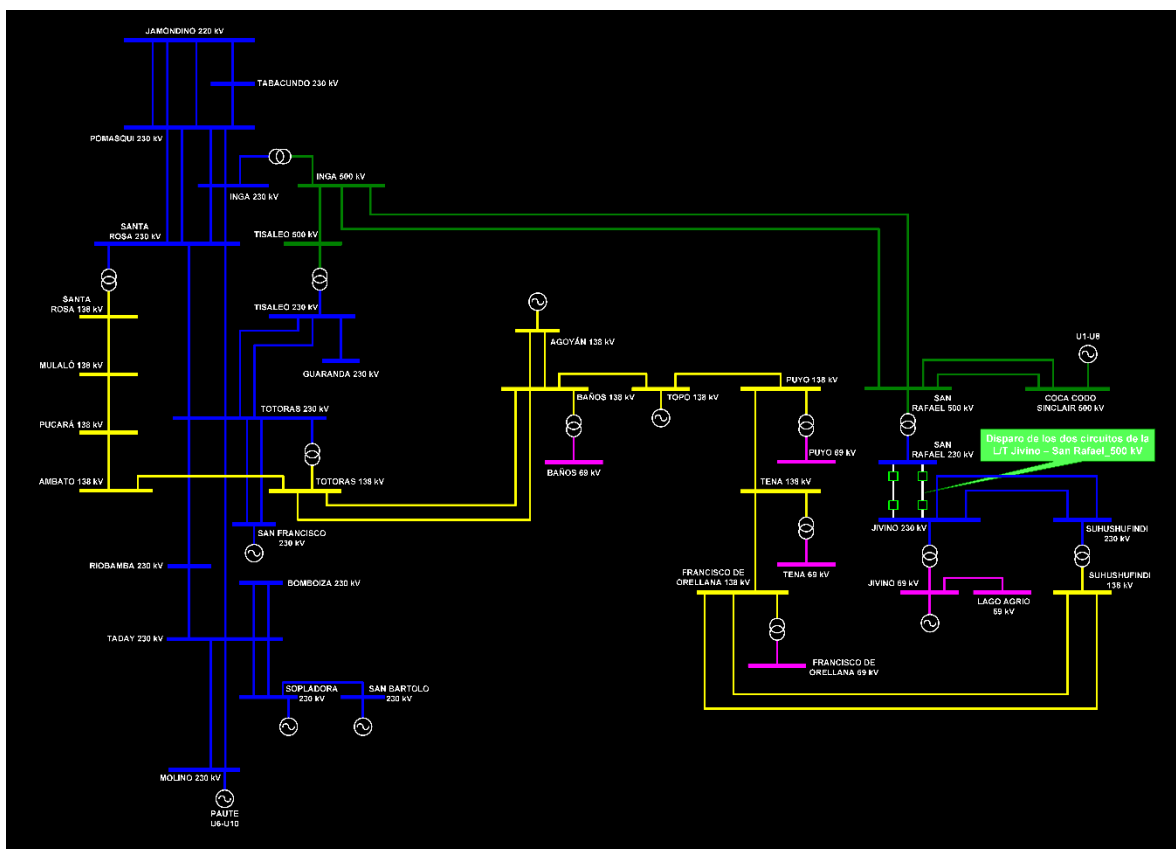 JAMONDINO 220 kV
TABACUNDO 230 kV
POMASQUI 230 kV
INGA 500 kV
INGA 230 kV
SANTA
ROSA 230 kV
TISALEO 500 kV
SANTA
ROSA 138 kV
TISALEO 230 kV
AGOYÁN 138 kV
U1-U8
MULALÓ 138 kV
GUARANDA 230 kV
BAÑOS 138 kV
TOPO 138 kV
PUYO 138 kV
SAN
RAFAEL 500 kV
COCA CODO
SINCLAIR 500 kV
TOTORAS 230 kV
PUCARÁ 138 kV
Disparo de los dos circuitos de la
L/T Jivino – San Rafael_500 kV
SAN
RAFAEL 230 kV
BAÑOS 69 kV
PUYO 69 kV
AMBATO 138 kV
TOTORAS 138 kV
TENA 138 kV
SAN FRANCISCO
230 kV
JIVINO 230 kV
SUHUSHUFINDI
230 kV
RIOBAMBA 230 kV
BOMBOIZA 230 kV
TENA 69 kV
FRANCISCO DE
ORELLANA 138 kV
JIVINO 69 kV
LAGO AGRIO
69 kV
SUHUSHUFINDI
138 kV
TADAY 230 kV
FRANCISCO DE
ORELLANA 69 kV
SOPLADORA
230 kV
SAN BARTOLO
230 kV
MOLINO 230 kV
PAUTE
U6-U10